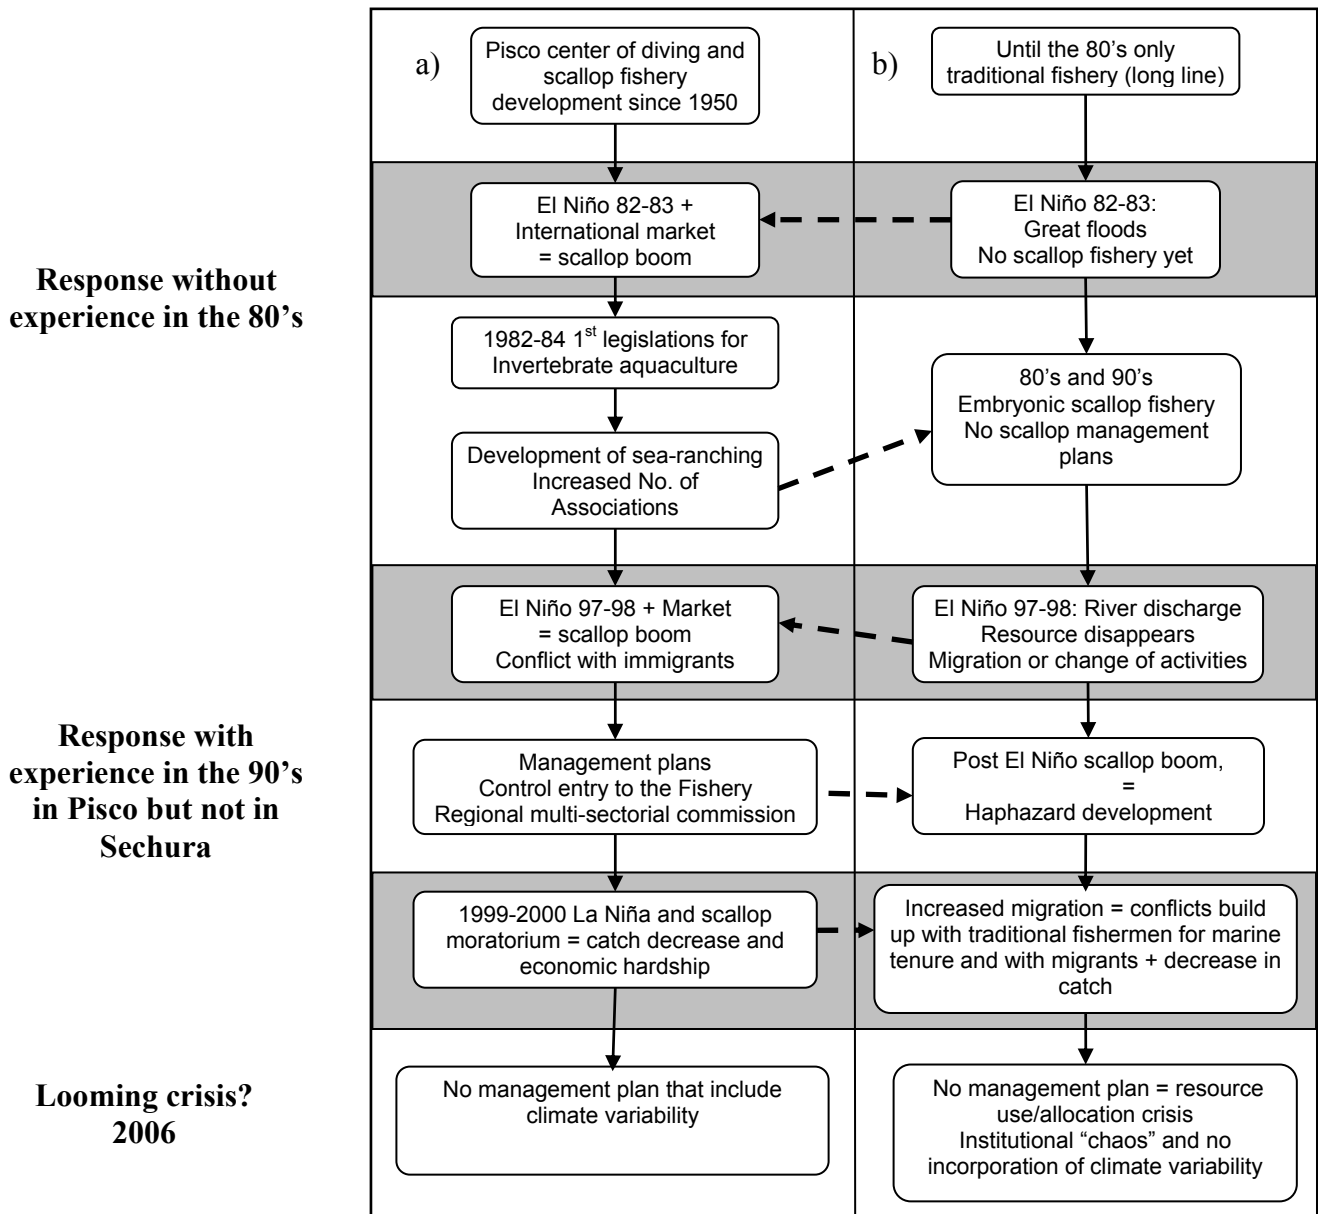 a)
Pisco center of diving and
scallop fishery
development since 1950
b)
Until the 80’s only
traditional fishery (long line)
El Niño 82-83 +
International market
= scallop boom
El Niño 82-83:
Great floods
No scallop fishery yet
Response without
experience in the 80’s
1982-84 1st legislations for
Invertebrate aquaculture
80’s and 90’s
Embryonic scallop fishery
No scallop management
plans
Development of sea-ranching
Increased No. of
Associations
El Niño 97-98 + Market
= scallop boom
Conflict with immigrants
El Niño 97-98: River discharge
Resource disappears
Migration or change of activities
Response with
experience in the 90’s
in Pisco but not in
Sechura
Management plans
Control entry to the Fishery
Regional multi-sectorial commission
Post El Niño scallop boom,
=
Haphazard development
1999-2000 La Niña and scallop
moratorium = catch decrease and
economic hardship
Increased migration = conflicts build
up with traditional fishermen for marine
tenure and with migrants + decrease in
catch
Looming crisis?
2006
No management plan that include
climate variability
No management plan = resource
use/allocation crisis
Institutional “chaos” and no
incorporation of climate variability